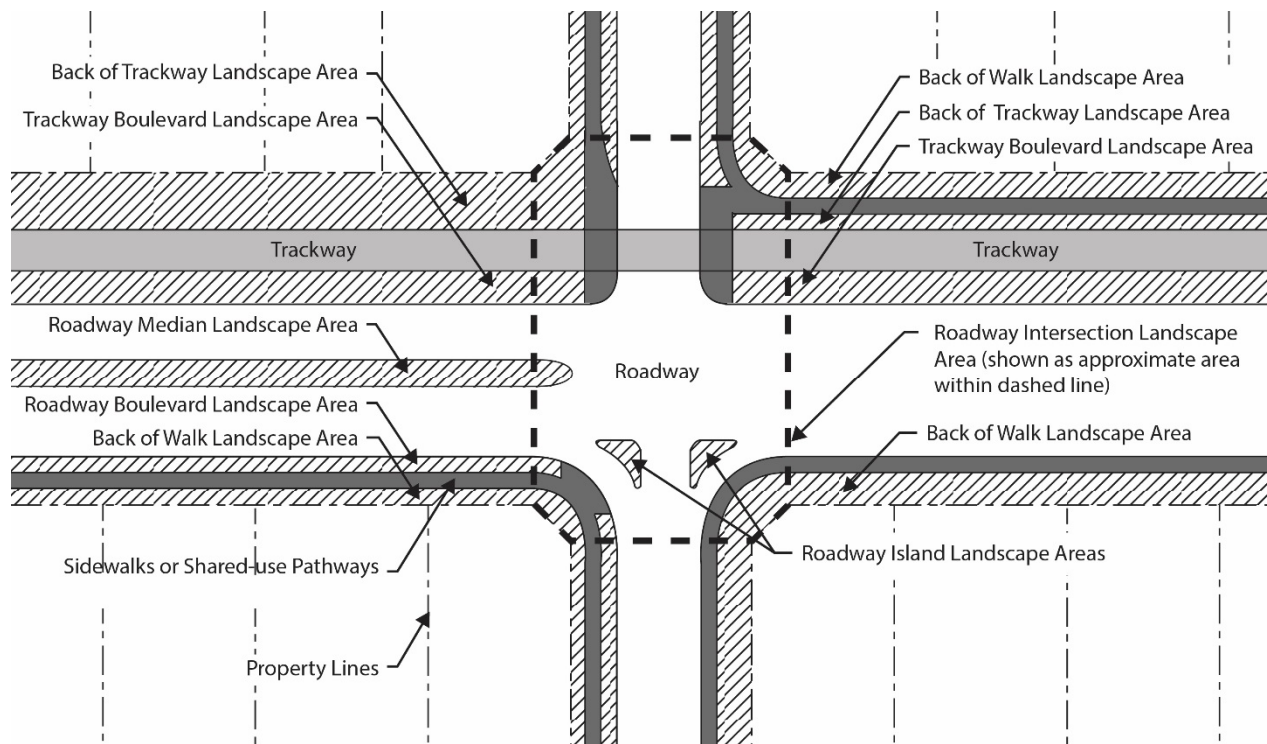 Back of Trackway Landscape Area
Trackway Boulevard Landscape Area
Back of Walk Landscape Area
Back of Trackway Landscape Area
Trackway Boulevard Landscape Area
Trackway
Trackway
Roadway Median Landscape Area
Roadway Boulevard Landscape Area
Back of Walk Landscape Area
Roadway
Roadway Intersection Landscape
Area (shown as approximate area
within dashed line)
Back of Walk Landscape Area
Sidewalks or Shared-use Pathways
Roadway Island Landscape Areas
Property Lines